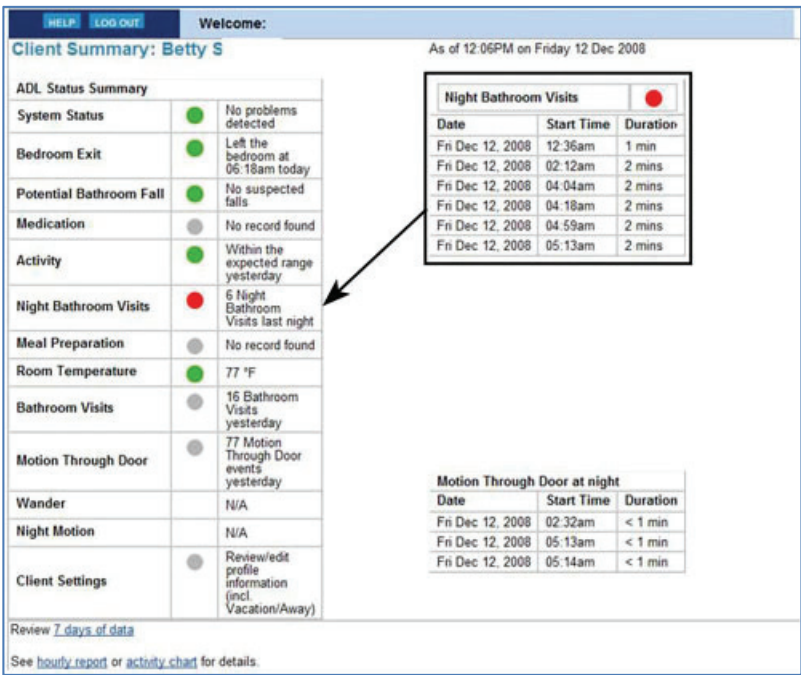 HELP LOG OUT Welcome:
Client Summary: Betty S
As of 12:06PM on Friday 12 Dec 2008
ADL Status Summary
System Status
No problems
detected
Bedroom Exit
Left the
bedroom at
06:18am today
Potential Bathroom Fall
No suspected
falls
Medication
No record found
Activity
Within the
expected range
yesterday
Night Bathroom Visits
6 Night
Bathroom
Visits last night
Meal Preparation
No record found
Room Temperature
77 °F
Bathroom Visits
16 Bathroom
Visits
yesterday
Motion Through Door
77 Motion
Through Door
events
yesterday
Wander
N/A
Night Motion
N/A
Client Settings
Review/edit
profile
information
(incl.
Vacation/Away)
Night Bathroom Visits
Date Start Time Duration
Fri Dec 12, 2008 12:36am 1 min
Fri Dec 12, 2008 02:12am 2 mins
Fri Dec 12, 2008 04:04am 2 mins
Fri Dec 12, 2008 04:18am 2 mins
Fri Dec 12, 2008 04:59am 2 mins
Fri Dec 12, 2008 05:13am 2 mins
Motion Through Door at night
Date Start Time Duration
Fri Dec 12, 2008 02:32am < 1 min
Fri Dec 12, 2008 05:13am < 1 min
Fri Dec 12, 2008 05:14am < 1 min
Review 7 days of data
See hourly report or activity chart for details.